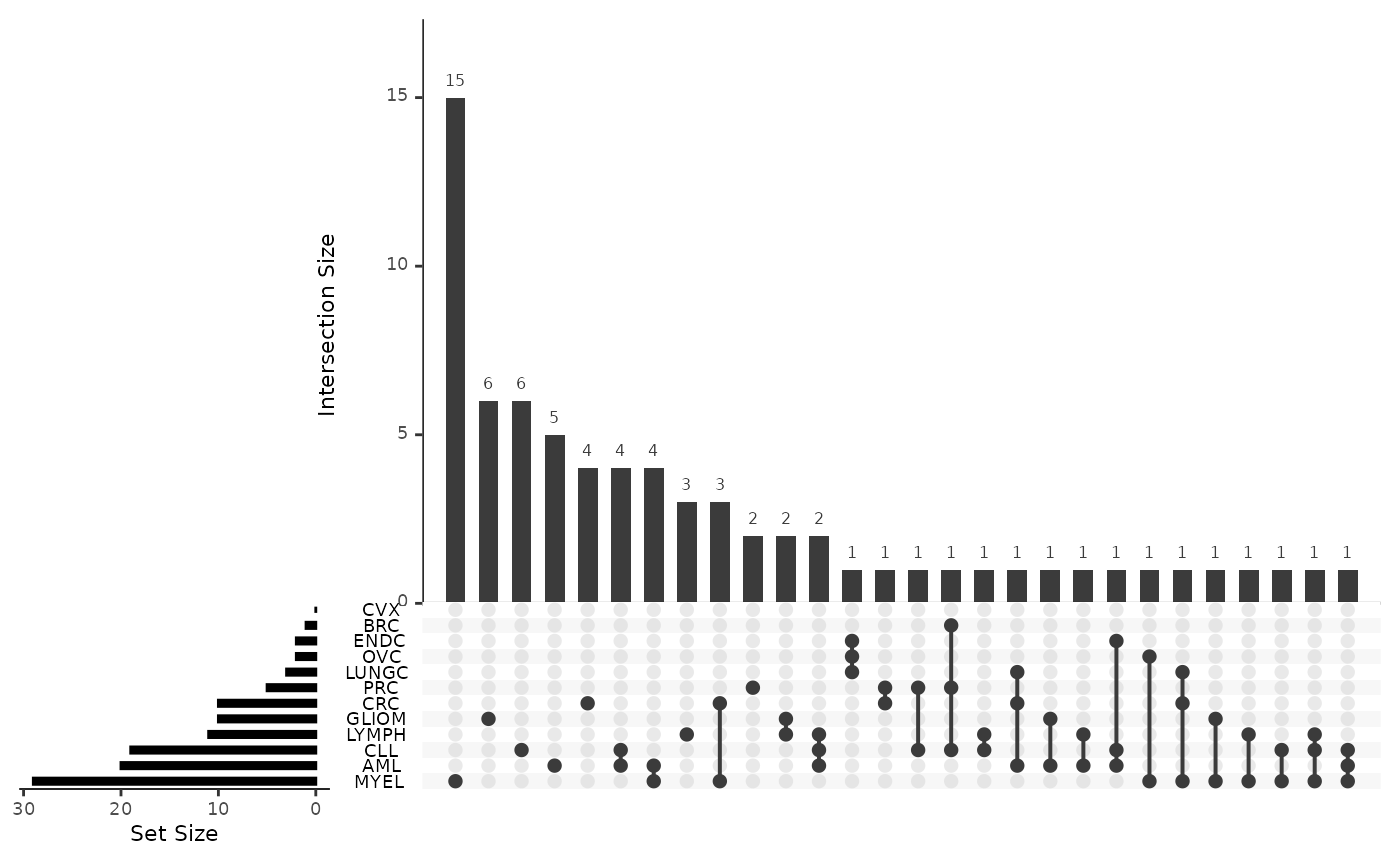 15
15
10
6 6
5
5
4 4 4
3 3
2 2 2
1 1 1 1 1 1 1 1 1 1 1 1 1 1 1 1
0
Intersection Size
CVX
BRC
ENDC
OVC
LUNGC
PRC
CRC
GLIOM
LYMPH
CLL
AML
MYEL
30 20 10 0
Set Size